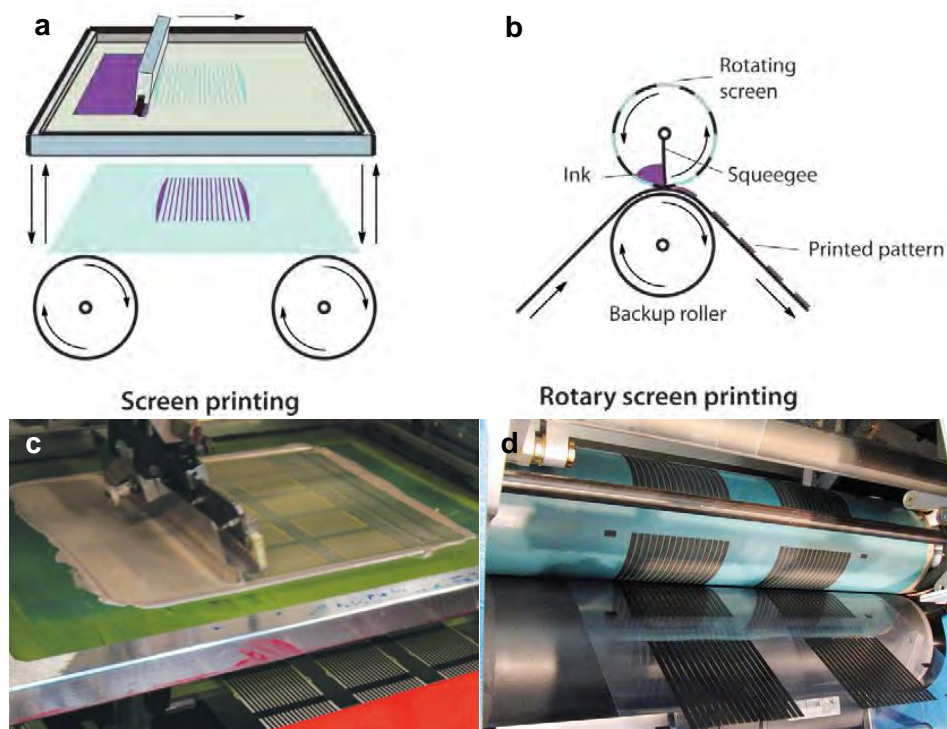 a
b
Rotating
screen
Ink
Squeegee
Printed pattern
Backup roller
Screen printing
Rotary screen printing
c
d